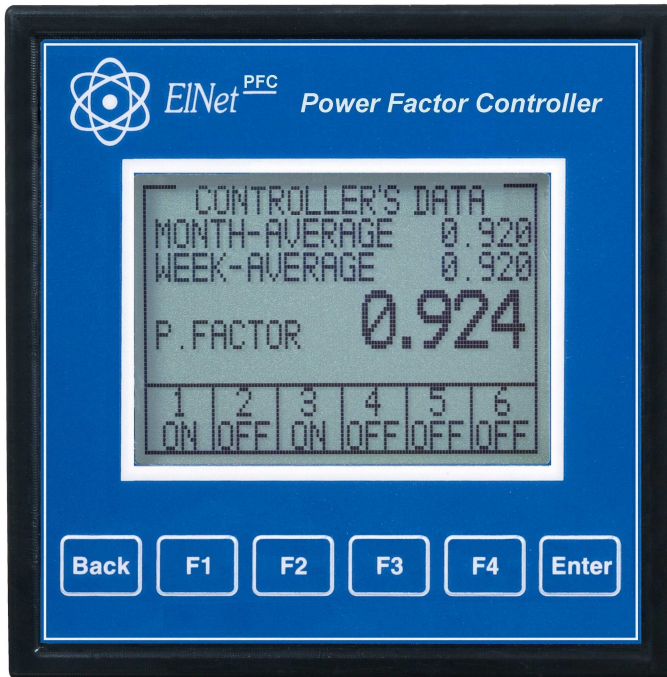 ElNet PFC Power Factor Controller
CONTROLLER'S DATA
MONTH-AVERAGE 0.920
WEEK-AVERAGE 0.920
P.FACTOR 0.924
1 2 3 4 5 6
ON OFF ON OFF OFF OFF
Back F1 F2 F3 F4 Enter